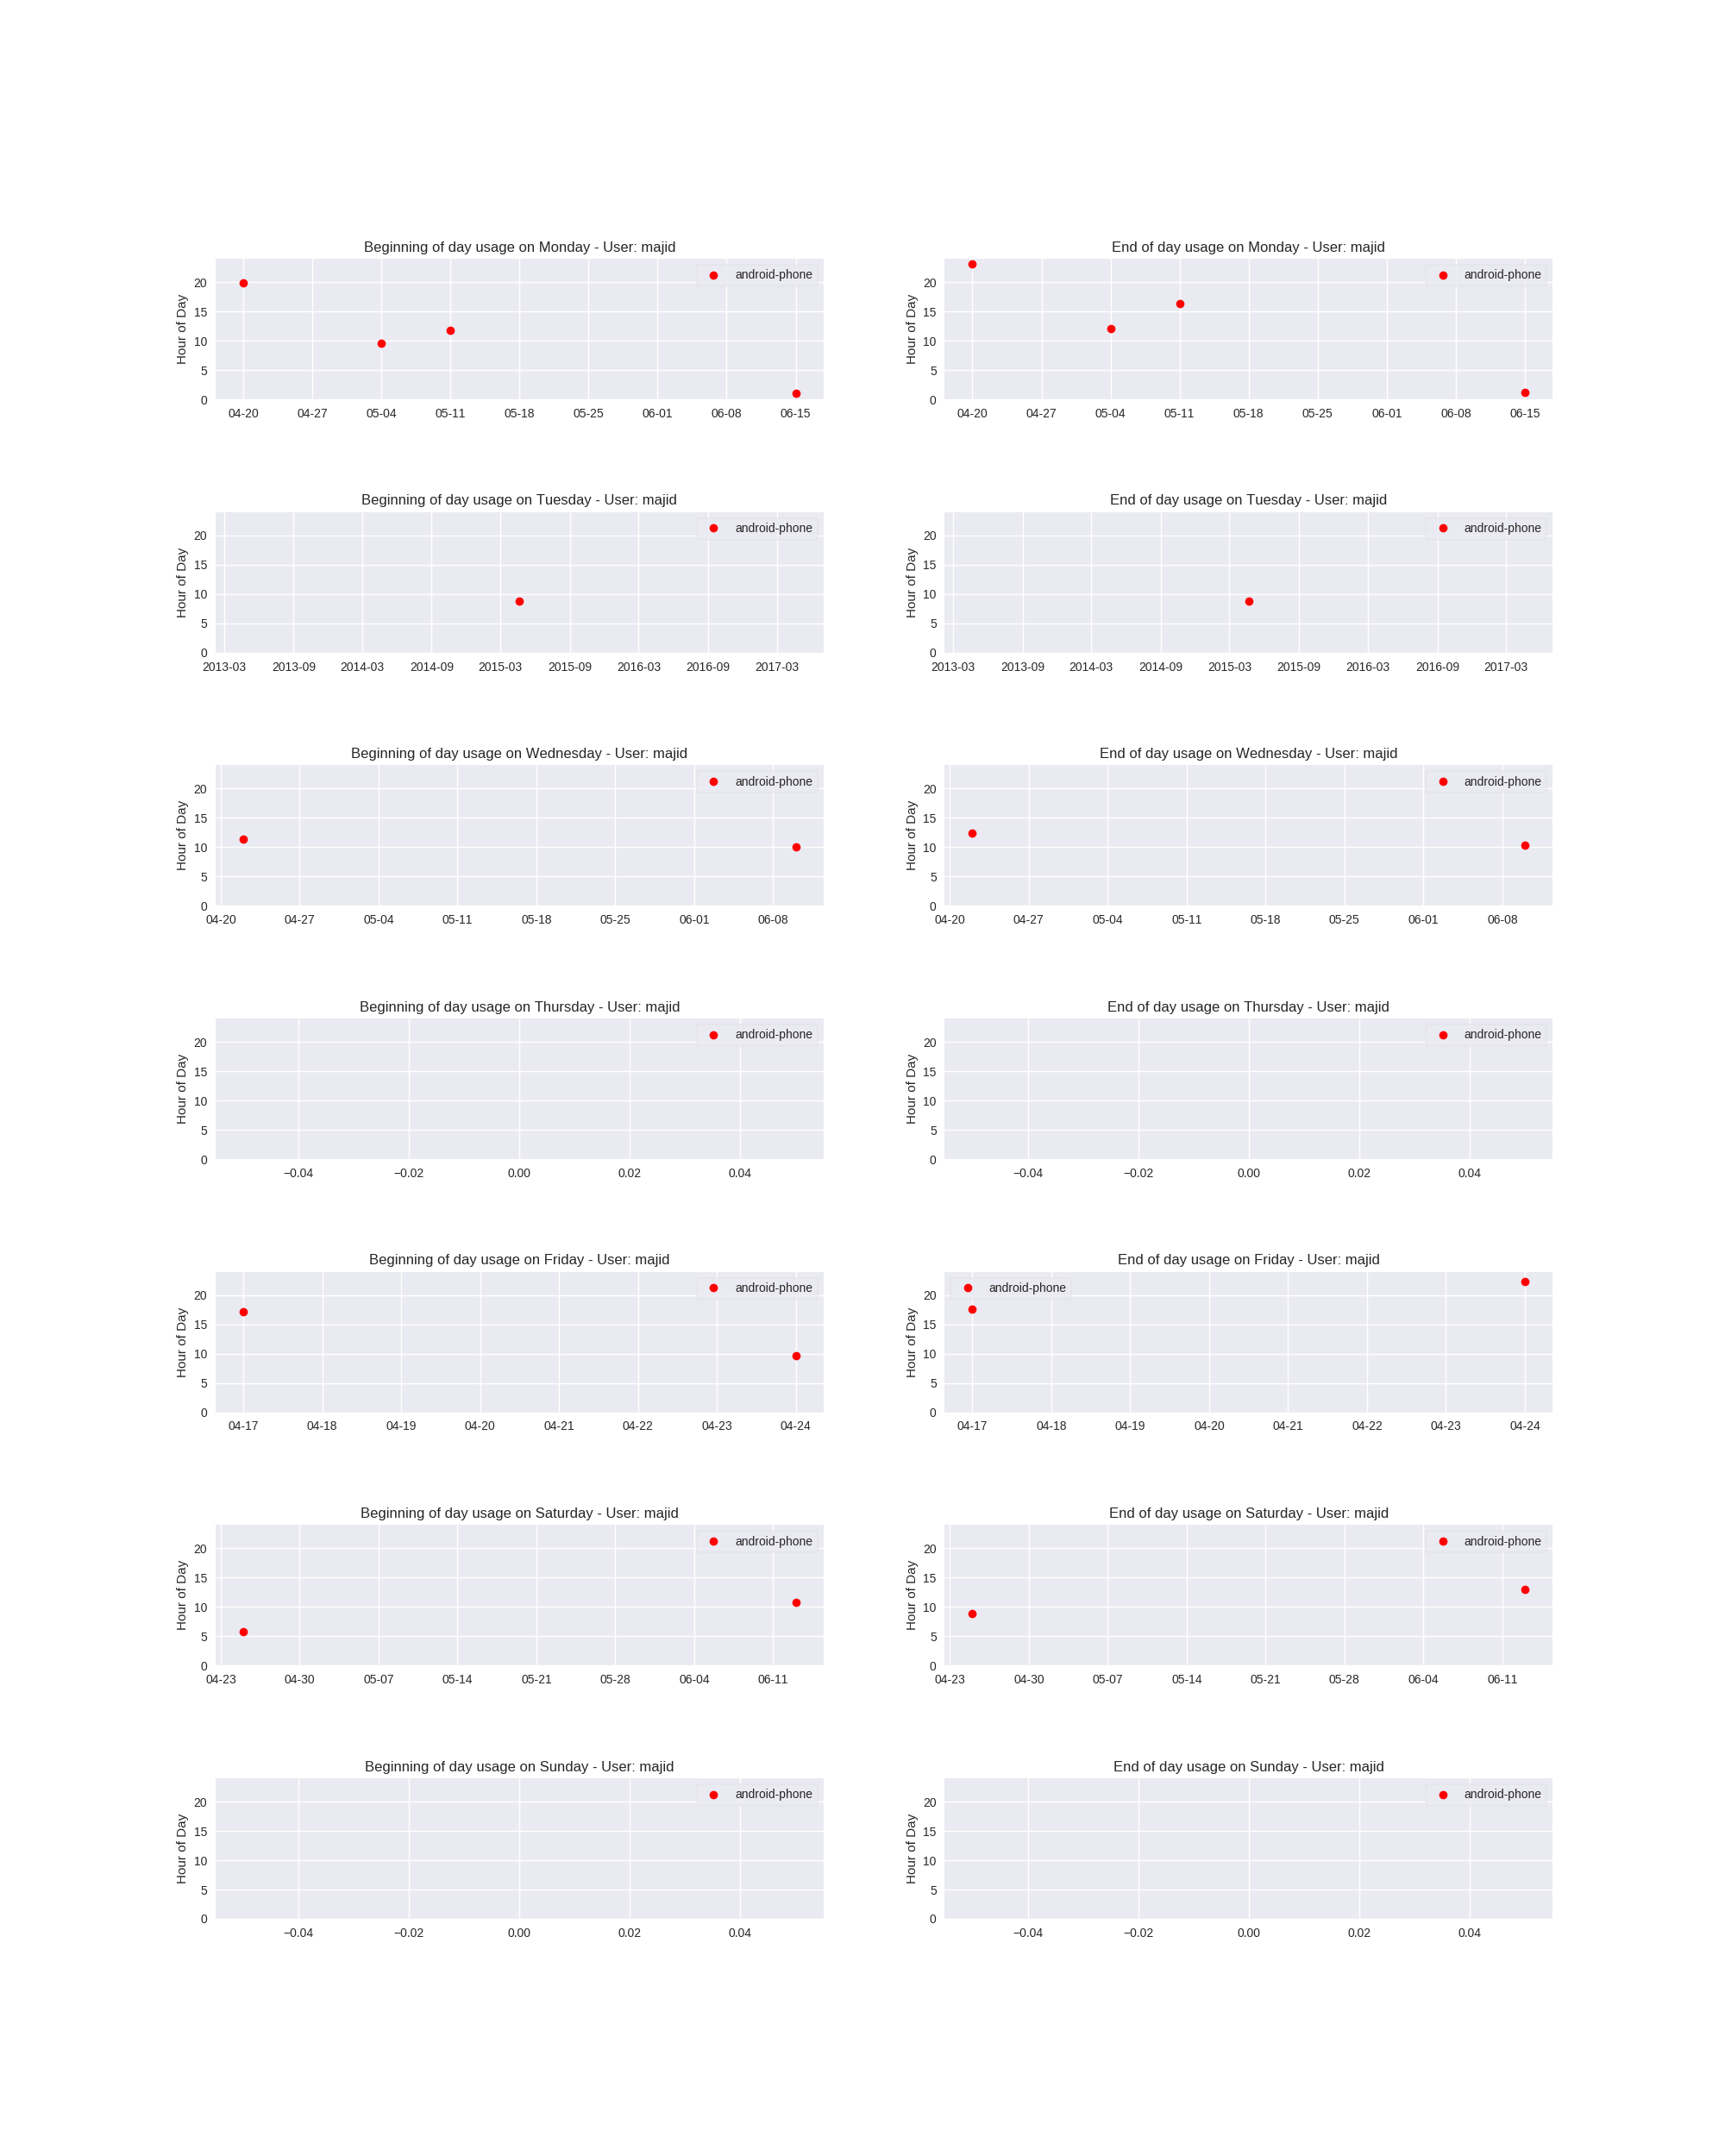 Beginning of day usage on Monday - User: majid
android-phone
Hour of Day
20
15
10
5
0
04-20 04-27 05-04 05-11 05-18 05-25 06-01 06-08 06-15
End of day usage on Monday - User: majid
android-phone
Hour of Day
20
15
10
5
0
04-20 04-27 05-04 05-11 05-18 05-25 06-01 06-08 06-15
Beginning of day usage on Tuesday - User: majid
android-phone
Hour of Day
20
15
10
5
0
2013-03 2013-09 2014-03 2014-09 2015-03 2015-09 2016-03 2016-09 2017-03
End of day usage on Tuesday - User: majid
android-phone
Hour of Day
20
15
10
5
0
2013-03 2013-09 2014-03 2014-09 2015-03 2015-09 2016-03 2016-09 2017-03
Beginning of day usage on Wednesday - User: majid
android-phone
Hour of Day
20
15
10
5
0
04-20 04-27 05-04 05-11 05-18 05-25 06-01 06-08
End of day usage on Wednesday - User: majid
android-phone
Hour of Day
20
15
10
5
0
04-20 04-27 05-04 05-11 05-18 05-25 06-01 06-08
Beginning of day usage on Thursday - User: majid
android-phone
Hour of Day
20
15
10
5
0
−0.04 −0.02 0.00 0.02 0.04
End of day usage on Thursday - User: majid
android-phone
Hour of Day
20
15
10
5
0
−0.04 −0.02 0.00 0.02 0.04
Beginning of day usage on Friday - User: majid
android-phone
Hour of Day
20
15
10
5
0
04-17 04-18 04-19 04-20 04-21 04-22 04-23 04-24
End of day usage on Friday - User: majid
android-phone
Hour of Day
20
15
10
5
0
04-17 04-18 04-19 04-20 04-21 04-22 04-23 04-24
Beginning of day usage on Saturday - User: majid
android-phone
Hour of Day
20
15
10
5
0
04-23 04-30 05-07 05-14 05-21 05-28 06-04 06-11
End of day usage on Saturday - User: majid
android-phone
Hour of Day
20
15
10
5
0
04-23 04-30 05-07 05-14 05-21 05-28 06-04 06-11
Beginning of day usage on Sunday - User: majid
android-phone
Hour of Day
20
15
10
5
0
−0.04 −0.02 0.00 0.02 0.04
End of day usage on Sunday - User: majid
android-phone
Hour of Day
20
15
10
5
0
−0.04 −0.02 0.00 0.02 0.04